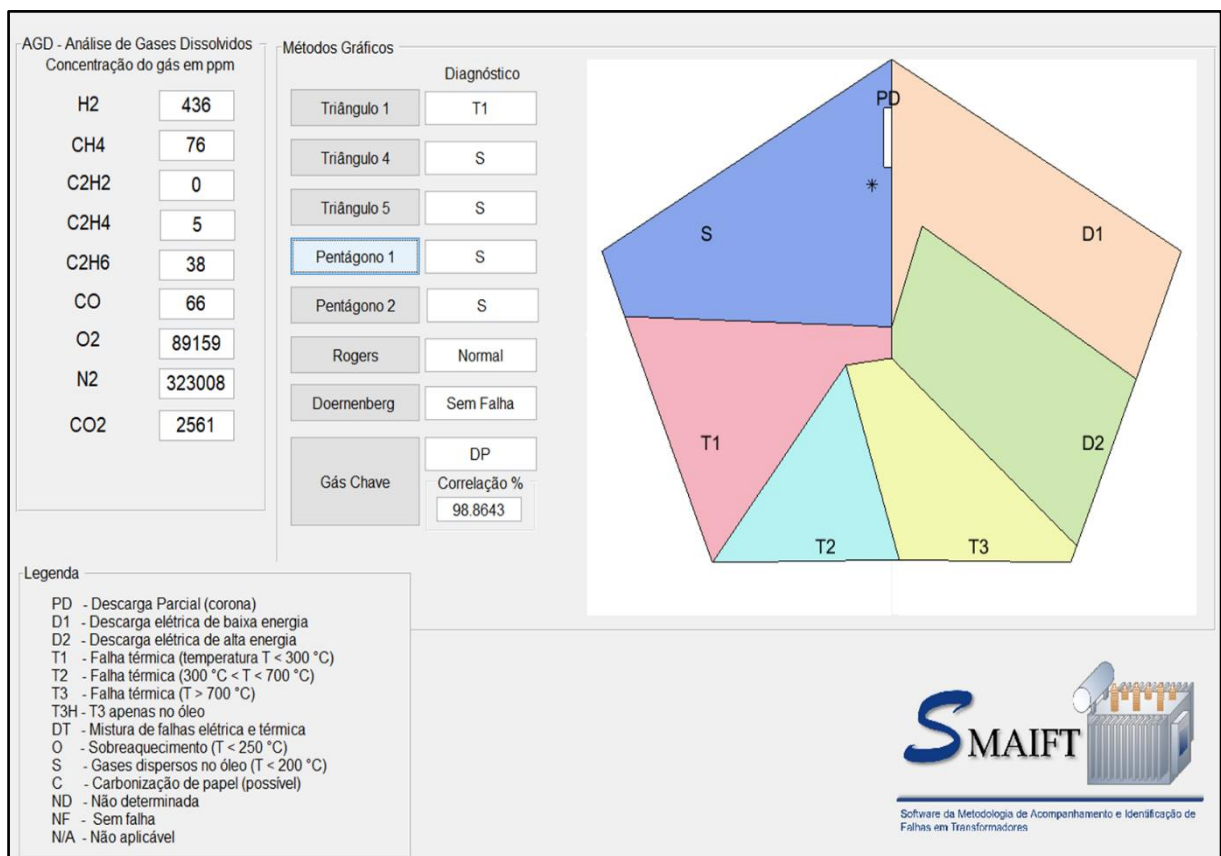 AGD - Análise de Gases Dissolvidos
Concentração do gás em ppm
H2 436
CH4 76
C2H2 0
C2H4 5
C2H6 38
CO 66
O2 89159
N2 323008
CO2 2561
Métodos Gráficos
Diagnóstico
Triângulo 1 T1
Triângulo 4 S
Triângulo 5 S
Pentágono 1 S
Pentágono 2 S
Rogers Normal
Doernenberg Sem Falha
Gás Chave DP
Correlação %
98.8643
PD
S
D1
T1
D2
T2
T3
Legenda
PD - Descarga Parcial (corona)
D1 - Descarga elétrica de baixa energia
D2 - Descarga elétrica de alta energia
T1 - Falha térmica (temperatura T < 300 °C)
T2 - Falha térmica (300 °C < T < 700 °C)
T3 - Falha térmica (T > 700 °C)
T3H - T3 apenas no óleo
DT - Mistura de falhas elétrica e térmica
O - Sobreaquecimento (T < 250 °C)
S - Gases dispersos no óleo (T < 200 °C)
C - Carbonização de papel (possível)
ND - Não determinada
NF - Sem falha
N/A - Não aplicável
SMAIFT
Software da Metodologia de Acompanhamento e Identificação de
Falhas em Transformadores